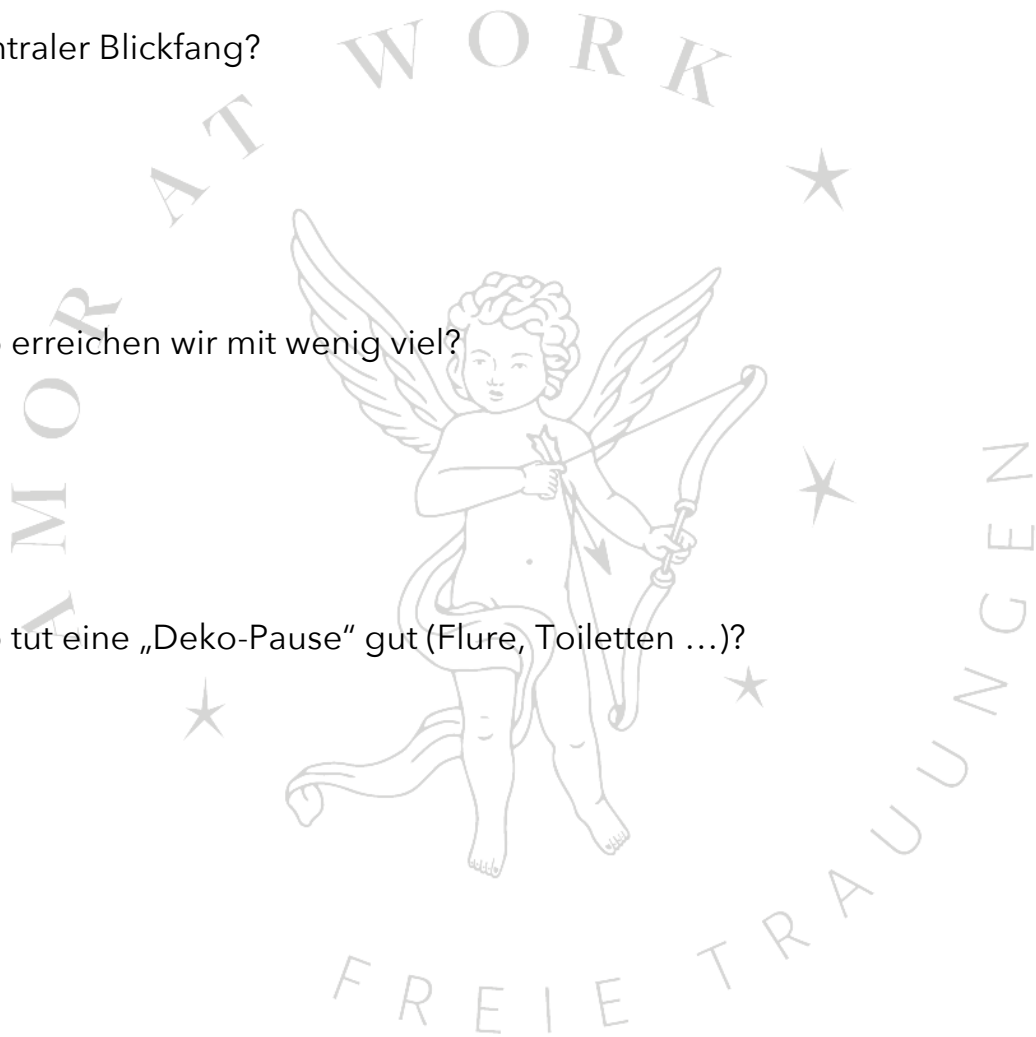 ntraler Blickfang?
erreichen wir mit wenig viel?
tut eine „Deko-Pause“ gut (Flure, Toiletten …)?
AMOR AT WORK
FREIE TRAUUNGEN